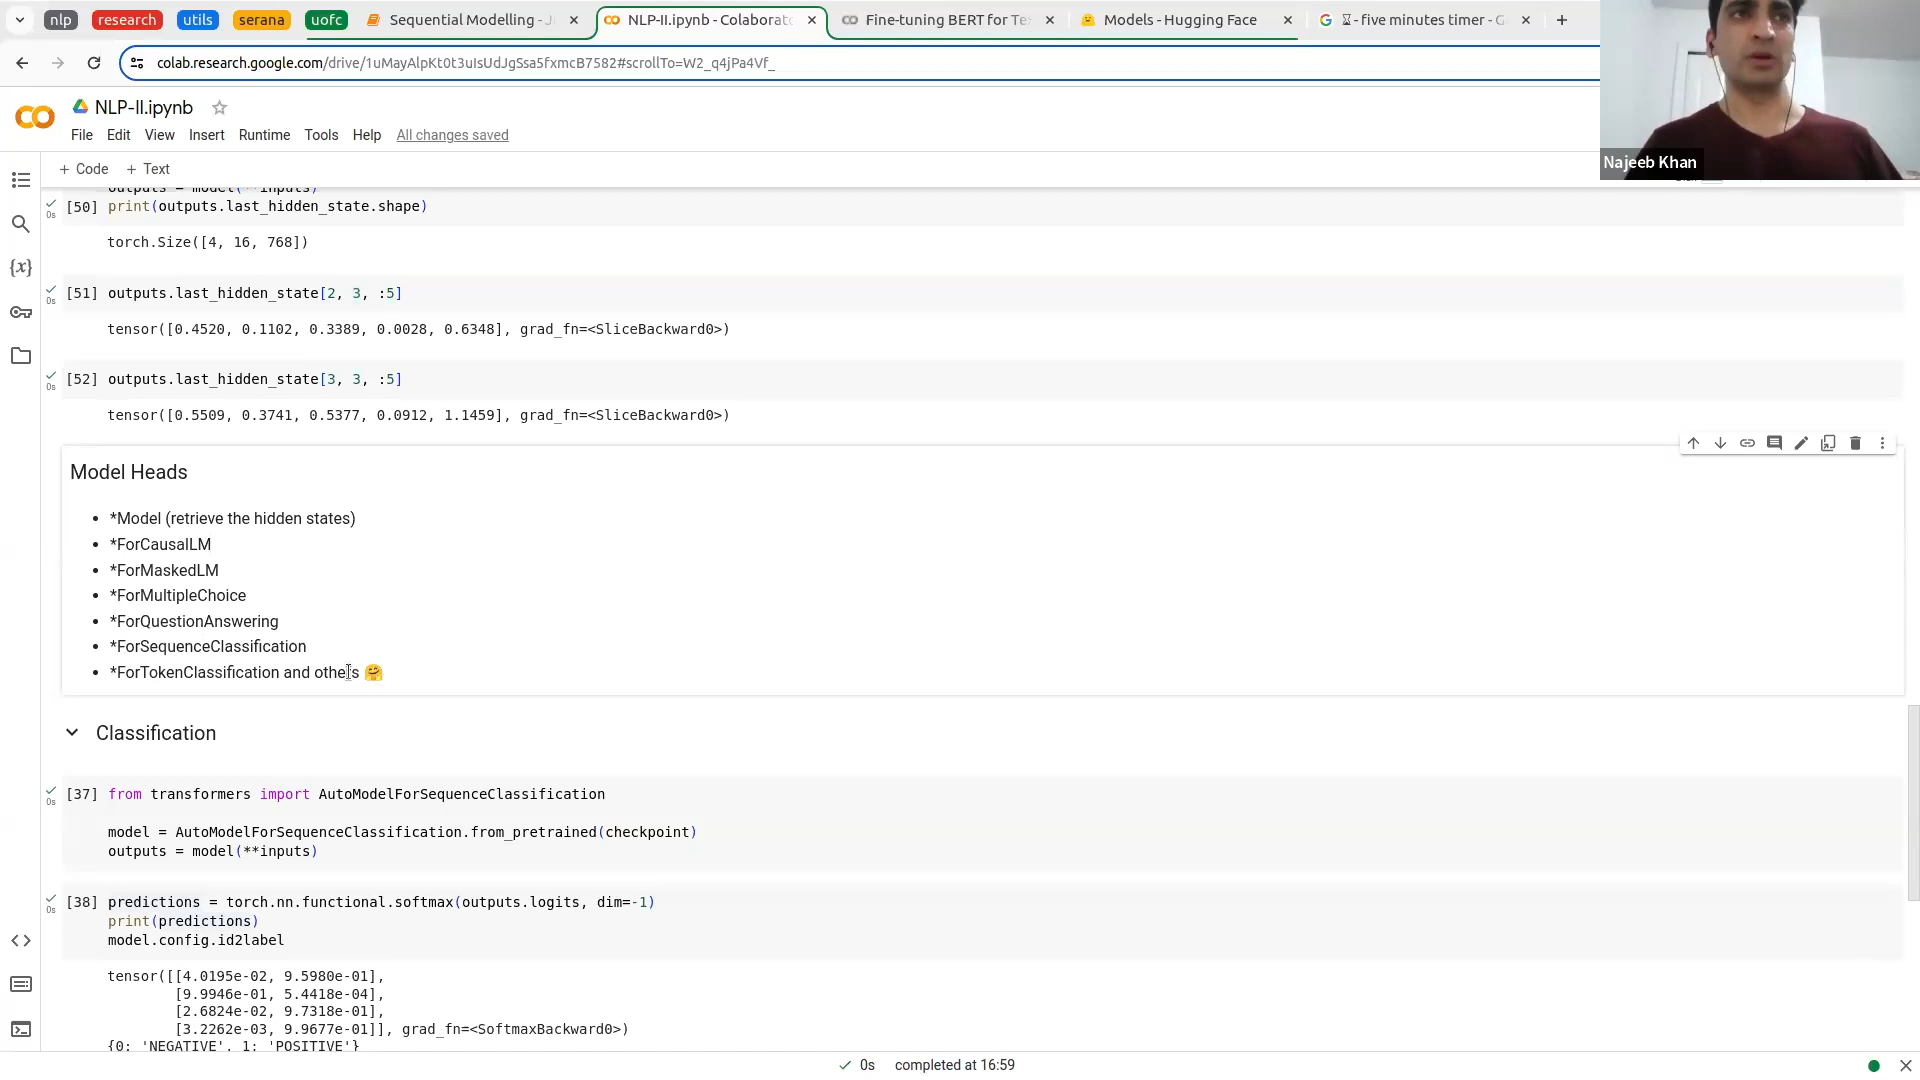 nlp research utils serana uofc Sequential Modelling - J NLP-II.ipynb - Colaborat Fine-tuning BERT for Te Models - Hugging Face ⌛ - five minutes timer - G
colab.research.google.com/drive/1uMayAlpKt0t3uIsUdJgSsa5fxmcB7582#scrollTo=W2_q4jPa4Vf_
NLP-II.ipynb
File Edit View Insert Runtime Tools Help All changes saved
Najeeb Khan
+ Code + Text
outputs = model(**inputs)
[50] print(outputs.last_hidden_state.shape)
0s
torch.Size([4, 16, 768])
[51] outputs.last_hidden_state[2, 3, :5]
0s
tensor([0.4520, 0.1102, 0.3389, 0.0028, 0.6348], grad_fn=<SliceBackward0>)
[52] outputs.last_hidden_state[3, 3, :5]
0s
tensor([0.5509, 0.3741, 0.5377, 0.0912, 1.1459], grad_fn=<SliceBackward0>)
Model Heads
• *Model (retrieve the hidden states)
• *ForCausalLM
• *ForMaskedLM
• *ForMultipleChoice
• *ForQuestionAnswering
• *ForSequenceClassification
• *ForTokenClassification and others 🤗
Classification
[37] from transformers import AutoModelForSequenceClassification
0s
model = AutoModelForSequenceClassification.from_pretrained(checkpoint)
outputs = model(**inputs)
[38] predictions = torch.nn.functional.softmax(outputs.logits, dim=-1)
0s
print(predictions)
model.config.id2label
tensor([[4.0195e-02, 9.5980e-01],
[9.9946e-01, 5.4418e-04],
[2.6824e-02, 9.7318e-01],
[3.2262e-03, 9.9677e-01]], grad_fn=<SoftmaxBackward0>)
{0: 'NEGATIVE', 1: 'POSITIVE'}
0s completed at 16:59